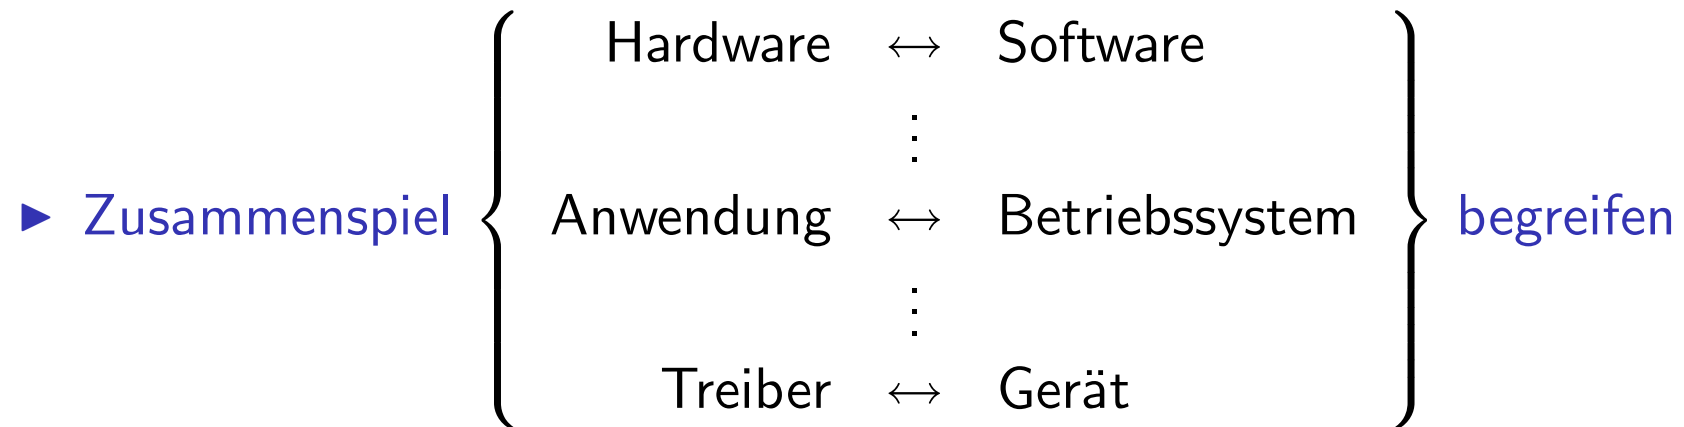 Hardware ↔ Software
⋮
► Zusammenspiel { Anwendung ↔ Betriebssystem } begreifen
⋮
Treiber ↔ Gerät